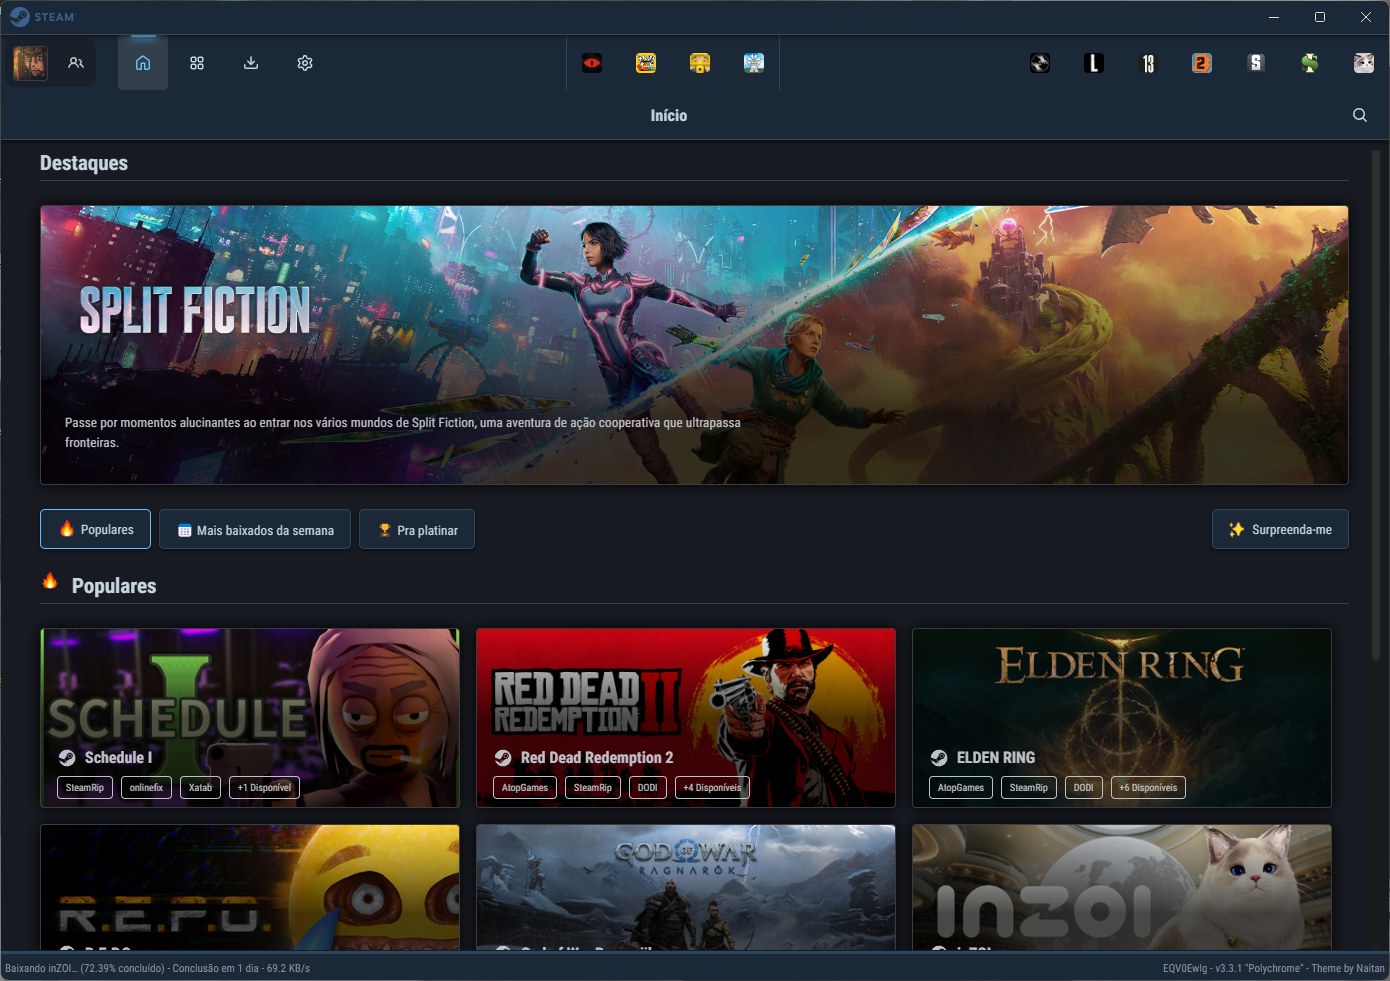 STEAM
Início
Destaques
SPLIT FICTION
Passe por momentos alucinantes ao entrar nos vários mundos de Split Fiction, uma aventura de ação cooperativa que ultrapassa
fronteiras.
Populares
Mais baixados da semana
Pra platinar
Surpreenda-me
Populares
SCHEDULE I
Schedule I
SteamRip
onlinefix
Xatab
+1 Disponível
RED DEAD
REDEMPTION II
Red Dead Redemption 2
AtopGames
SteamRip
DODI
+4 Disponíveis
ELDEN RING
ELDEN RING
AtopGames
SteamRip
DODI
+6 Disponíveis
R.E.P.O.
GOD OF WAR
RAGNARÖK
inZOI
Baixando inZOI… (72.39% concluído) - Conclusão em 1 dia - 69.2 KB/s
EQV0Ewlg - v3.3.1 "Polychrome" - Theme by Naitan